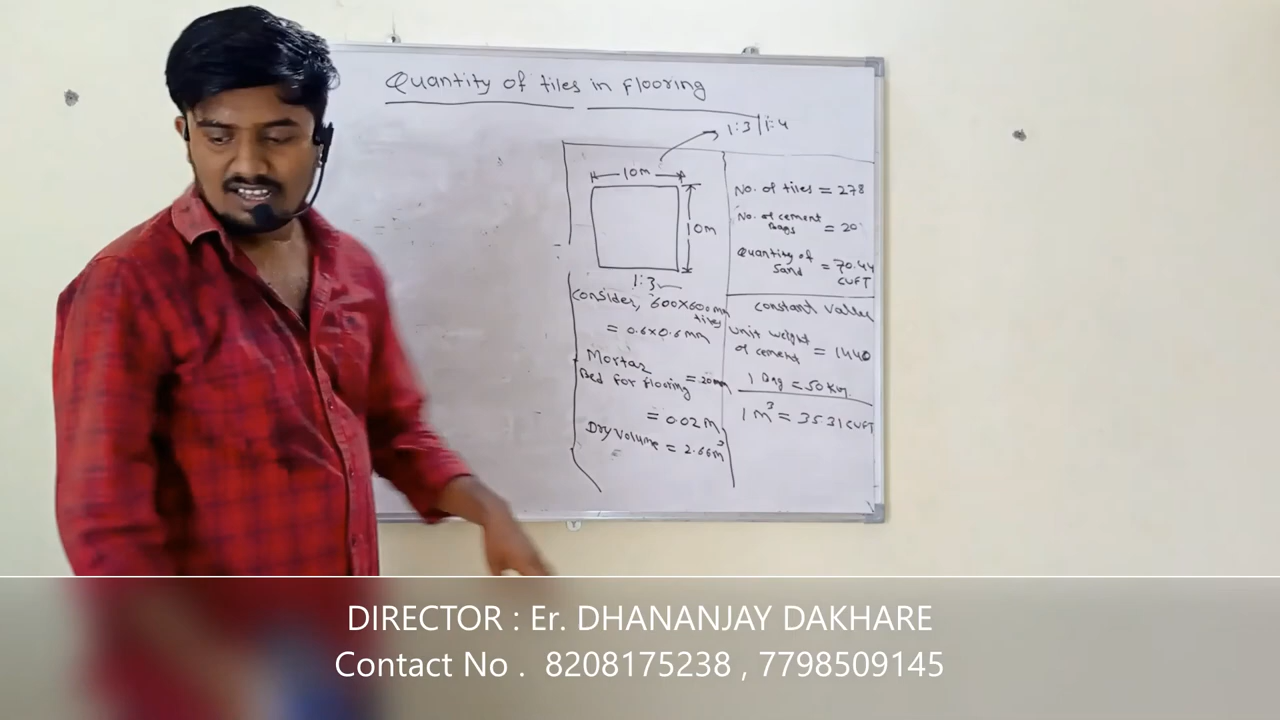 Quantity of tiles in flooring
1:3 | 1:4
10m
10m
1:3
Consider, 600x600mm
tiles
= 0.6x0.6mm
Mortar
Bed for flooring = 20mm
= 0.02 m
Dry Volume = 2.66m³
No. of tiles = 278
No. of cement
Bags = 20
Quantity of
Sand = 70.44
CUFT
Constant Values
unit weight
of cement = 1440
1 Bag = 50 Kg.
1 m³ = 35.31 CUFT
DIRECTOR : Er. DHANANJAY DAKHARE
Contact No . 8208175238 , 7798509145